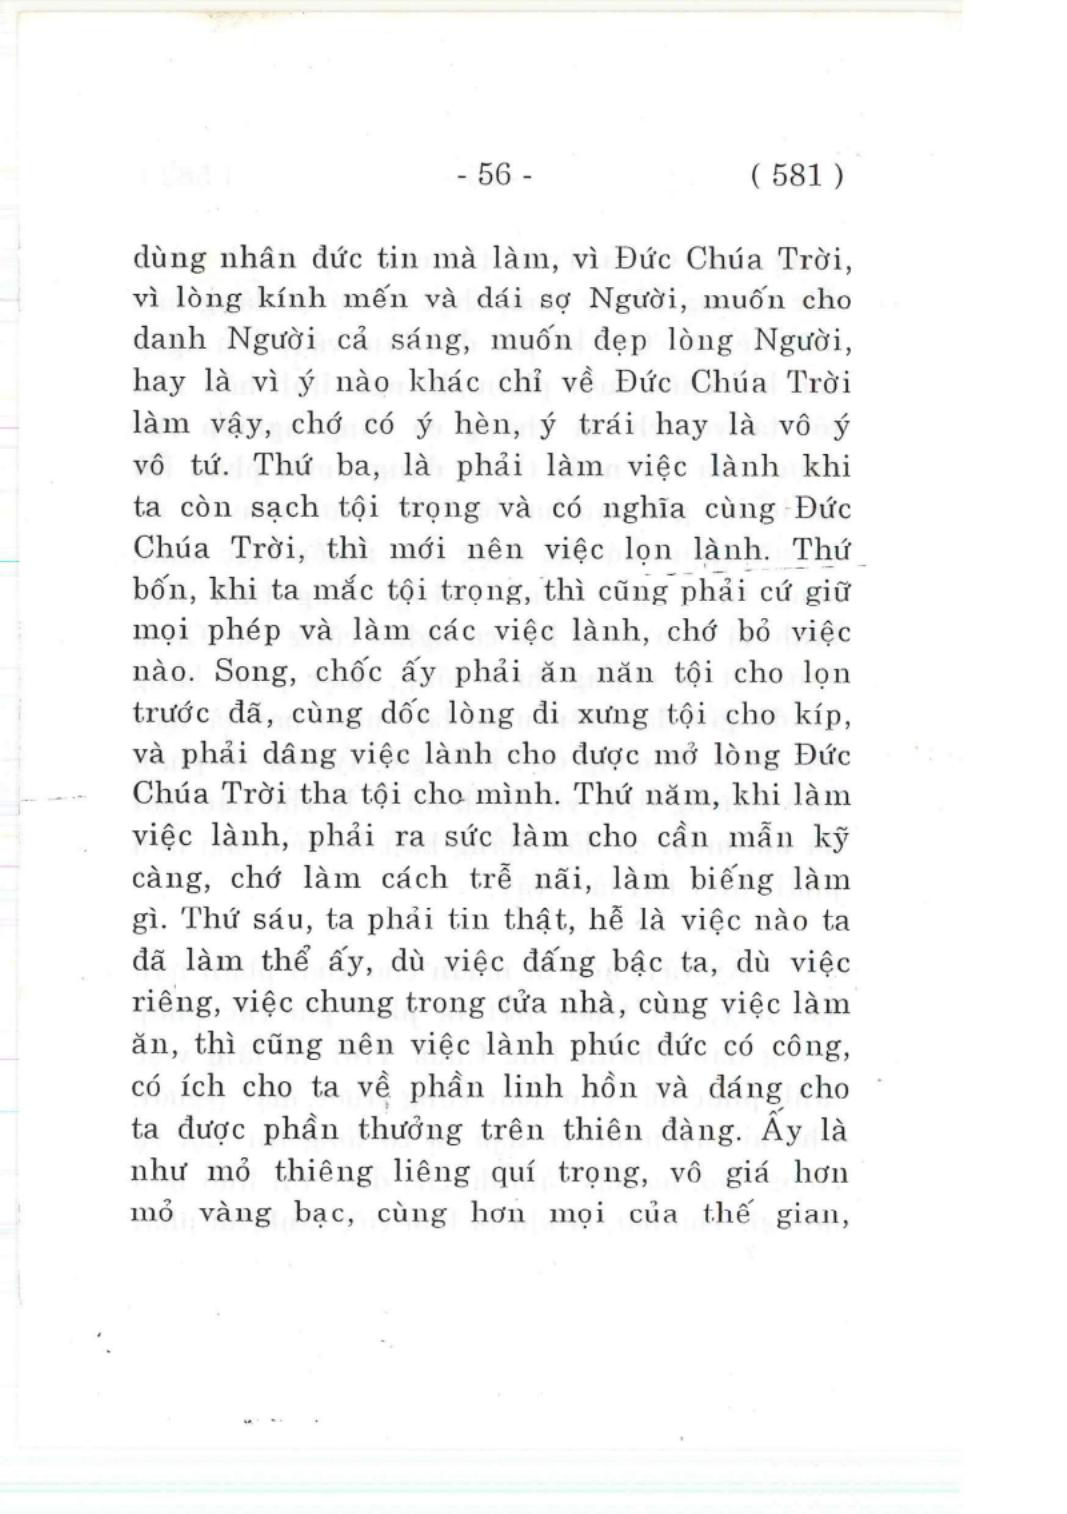 - 56 - ( 581 )
dùng nhân đức tin mà làm, vì Đức Chúa Trời,
vì lòng kính mến và dái sợ Người, muốn cho
danh Người cả sáng, muốn đẹp lòng Người,
hay là vì ý nào khác chỉ về Đức Chúa Trời
làm vậy, chớ có ý hèn, ý trái hay là vô ý
vô tứ. Thứ ba, là phải làm việc lành khi
ta còn sạch tội trọng và có nghĩa cùng Đức
Chúa Trời, thì mới nên việc lọn lành. Thứ
bốn, khi ta mắc tội trọng, thì cũng phải cứ giữ
mọi phép và làm các việc lành, chớ bỏ việc
nào. Song, chốc ấy phải ăn năn tội cho lọn
trước đã, cùng dốc lòng đi xưng tội cho kíp,
và phải dâng việc lành cho được mở lòng Đức
Chúa Trời tha tội cho mình. Thứ năm, khi làm
việc lành, phải ra sức làm cho cần mẫn kỹ
càng, chớ làm cách trễ nãi, làm biếng làm
gì. Thứ sáu, ta phải tin thật, hễ là việc nào ta
đã làm thể ấy, dù việc đấng bậc ta, dù việc
riêng, việc chung trong cửa nhà, cùng việc làm
ăn, thì cũng nên việc lành phúc đức có công,
có ích cho ta về phần linh hồn và đáng cho
ta được phần thưởng trên thiên đàng. Ấy là
như mỏ thiêng liêng quí trọng, vô giá hơn
mỏ vàng bạc, cùng hơn mọi của thế gian,